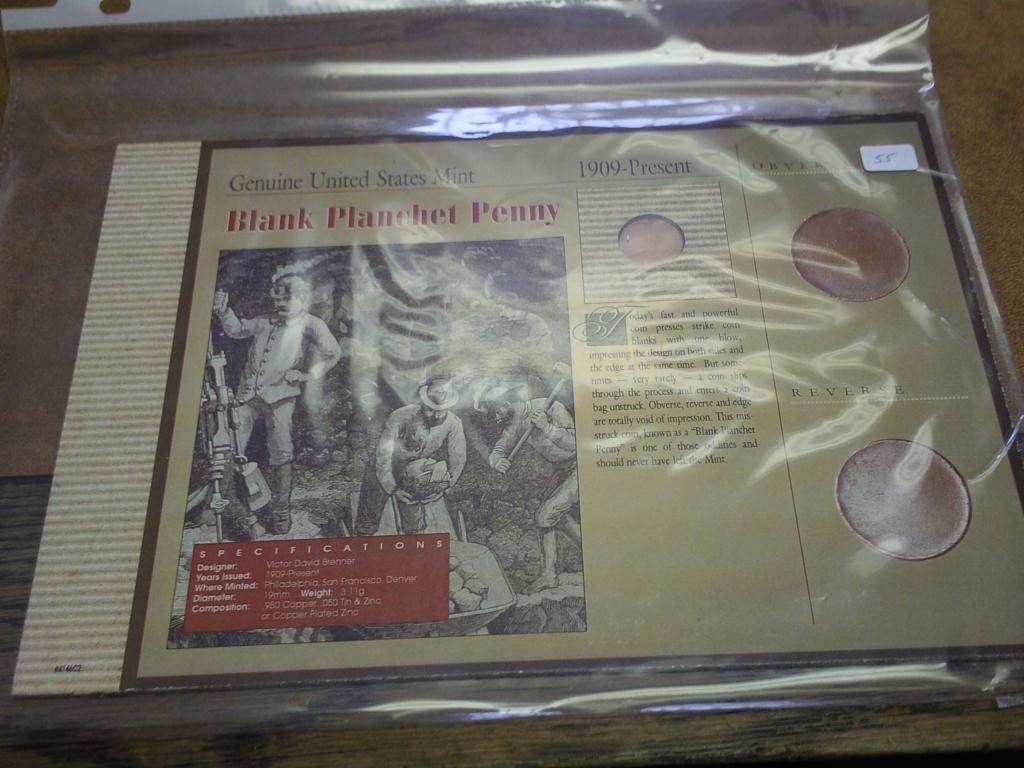 Genuine United States Mint
1909-Present
Blank Planchet Penny
OBVERSE
55
Today's fast and powerful
coin presses strike coin
blanks with one blow,
impressing the design on both sides and
the edge at the same time. But some-
times — very rarely — a coin slips
through the process and enters a coin
bag unstruck. Obverse, reverse and edge
are totally void of impression. This mis-
struck coin, known as a "Blank Planchet
Penny" is one of those oddities and
should never have left the Mint.
REVERSE
SPECIFICATIONS
Designer: Victor David Brenner
Years Issued: 1909-Present
Where Minted: Philadelphia, San Francisco, Denver
Diameter: 19mm Weight: 3.11g
Composition: .950 Copper, .050 Tin & Zinc
or Copper Plated Zinc